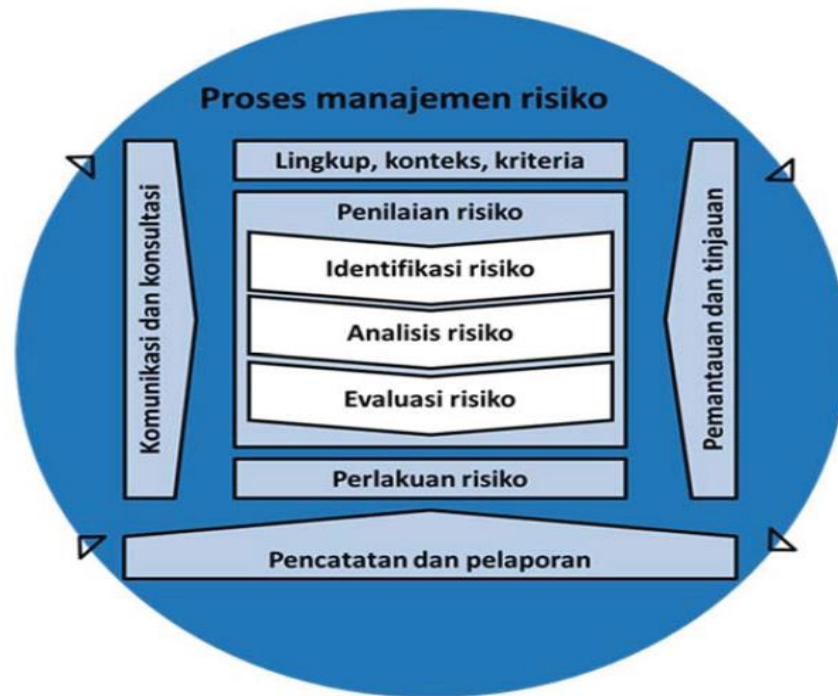 Proses manajemen risiko
Lingkup, konteks, kriteria
Komunikasi dan konsultasi
Penilaian risiko
Identifikasi risiko
Analisis risiko
Evaluasi risiko
Pemantauan dan tinjauan
Perlakuan risiko
Pencatatan dan pelaporan